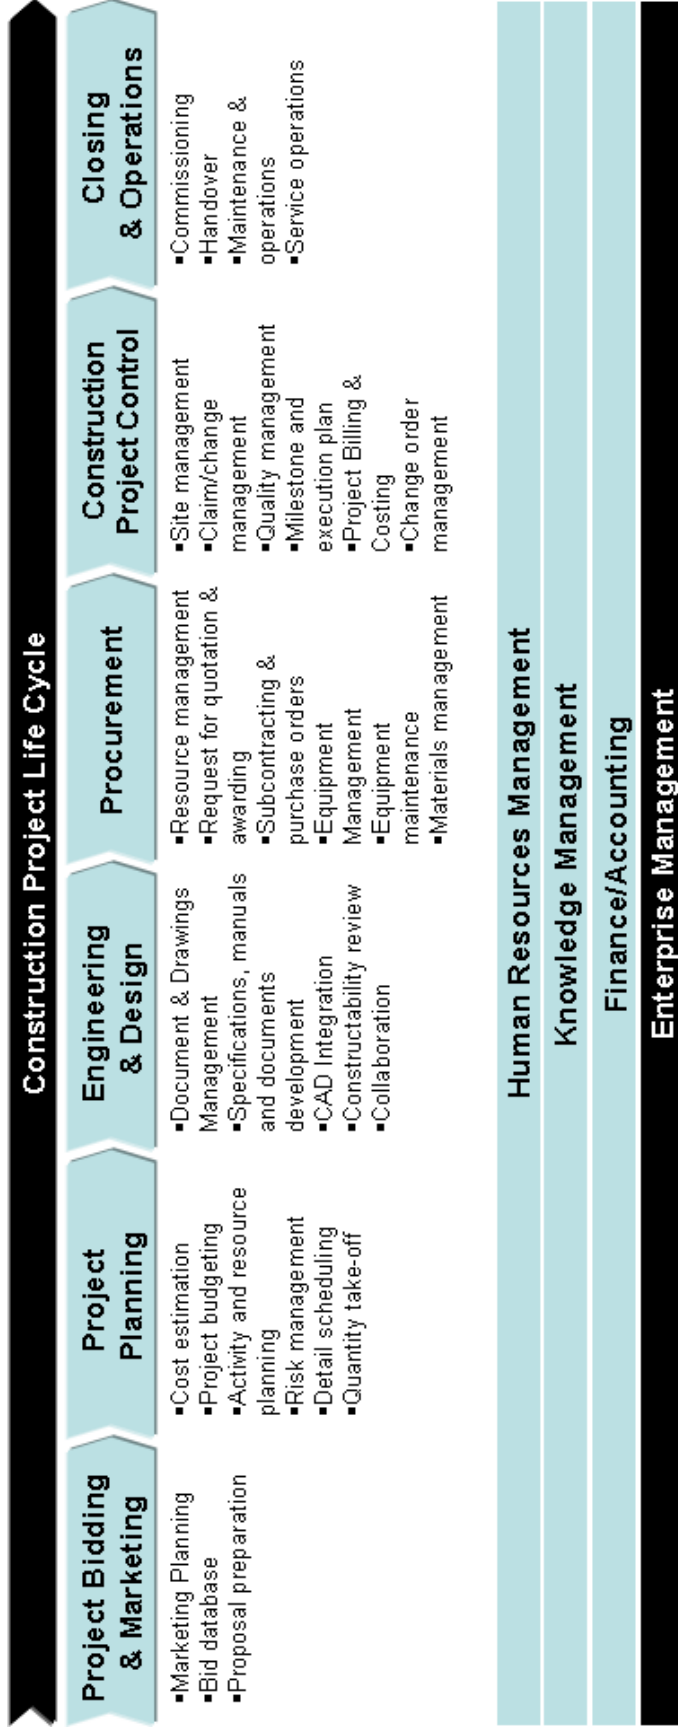 Construction Project Life Cycle
Project Bidding
& Marketing
▪Marketing Planning
▪Bid database
▪Proposal preparation
Project
Planning
▪Cost estimation
▪Project budgeting
▪Activity and resource
planning
▪Risk management
▪Detail scheduling
▪Quantity take-off
Engineering
& Design
▪Document & Drawings
Management
▪Specifications, manuals
and documents
development
▪CAD Integration
▪Constructability review
▪Collaboration
Procurement
▪Resource management
▪Request for quotation &
awarding
▪Subcontracting &
purchase orders
▪Equipment
Management
▪Equipment
maintenance
▪Materials management
Construction
Project Control
▪Site management
▪Claim/change
management
▪Quality management
▪Milestone and
execution plan
▪Project Billing &
Costing
▪Change order
management
Closing
& Operations
▪Commissioning
▪Handover
▪Maintenance &
operations
▪Service operations
Human Resources Management
Knowledge Management
Finance/Accounting
Enterprise Management